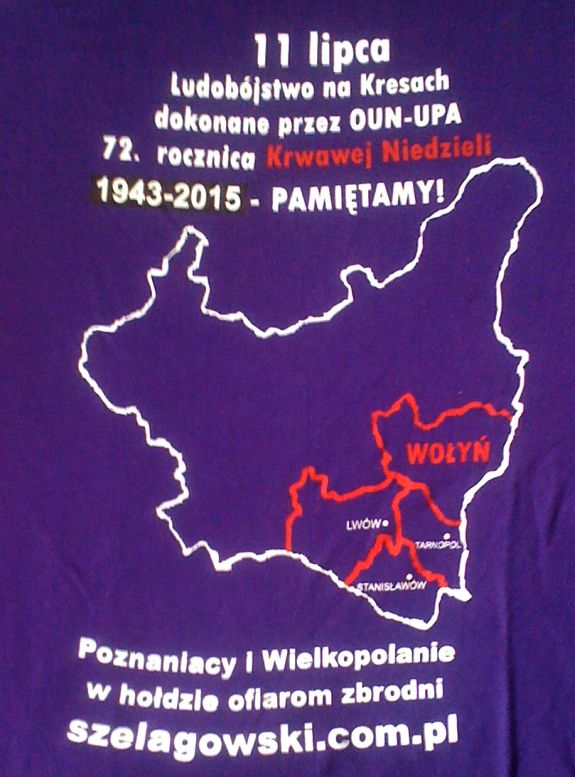 11 lipca
Ludobójstwo na Kresach
dokonane przez OUN-UPA
72. rocznica Krwawej Niedzieli
1943-2015 - PAMIĘTAMY!
WOŁYŃ
LWÓW
TARNOPOL
STANISŁAWÓW
Poznaniacy i Wielkopolanie
w hołdzie ofiarom zbrodni
szelagowski.com.pl